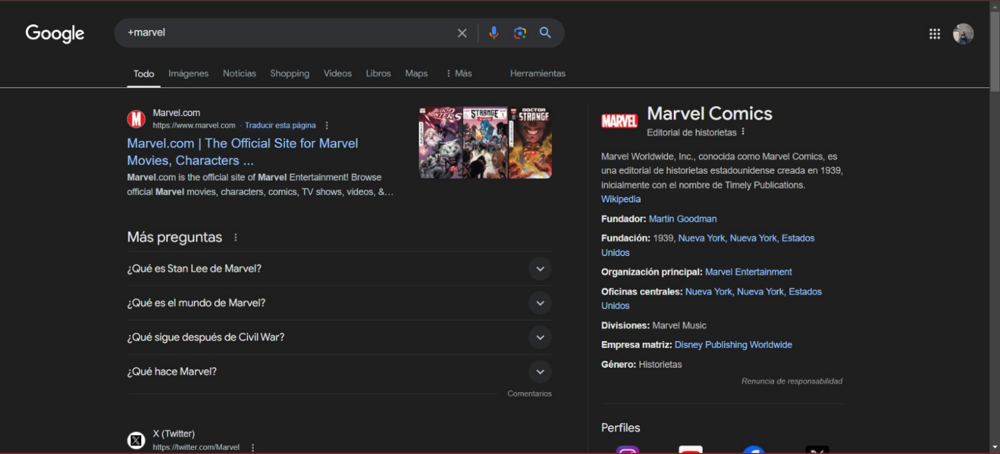 Google
+marvel
Todo Imágenes Noticias Shopping Videos Libros Maps Más Herramientas
Marvel.com
https://www.marvel.com · Traducir esta página
Marvel.com | The Official Site for Marvel
Movies, Characters ...
Marvel.com is the official site of Marvel Entertainment! Browse
official Marvel movies, characters, comics, TV shows, videos, &...
BLOOD HUNTERS
STRANGE
DOCTOR STRANGE
Más preguntas
¿Qué es Stan Lee de Marvel?
¿Qué es el mundo de Marvel?
¿Qué sigue después de Civil War?
¿Qué hace Marvel?
Comentarios
X (Twitter)
https://twitter.com/Marvel
MARVEL
Marvel Comics
Editorial de historietas
Marvel Worldwide, Inc., conocida como Marvel Comics, es
una editorial de historietas estadounidense creada en 1939,
inicialmente con el nombre de Timely Publications.
Wikipedia
Fundador: Martin Goodman
Fundación: 1939, Nueva York, Nueva York, Estados
Unidos
Organización principal: Marvel Entertainment
Oficinas centrales: Nueva York, Nueva York, Estados
Unidos
Divisiones: Marvel Music
Empresa matriz: Disney Publishing Worldwide
Género: Historietas
Renuncia de responsabilidad
Perfiles